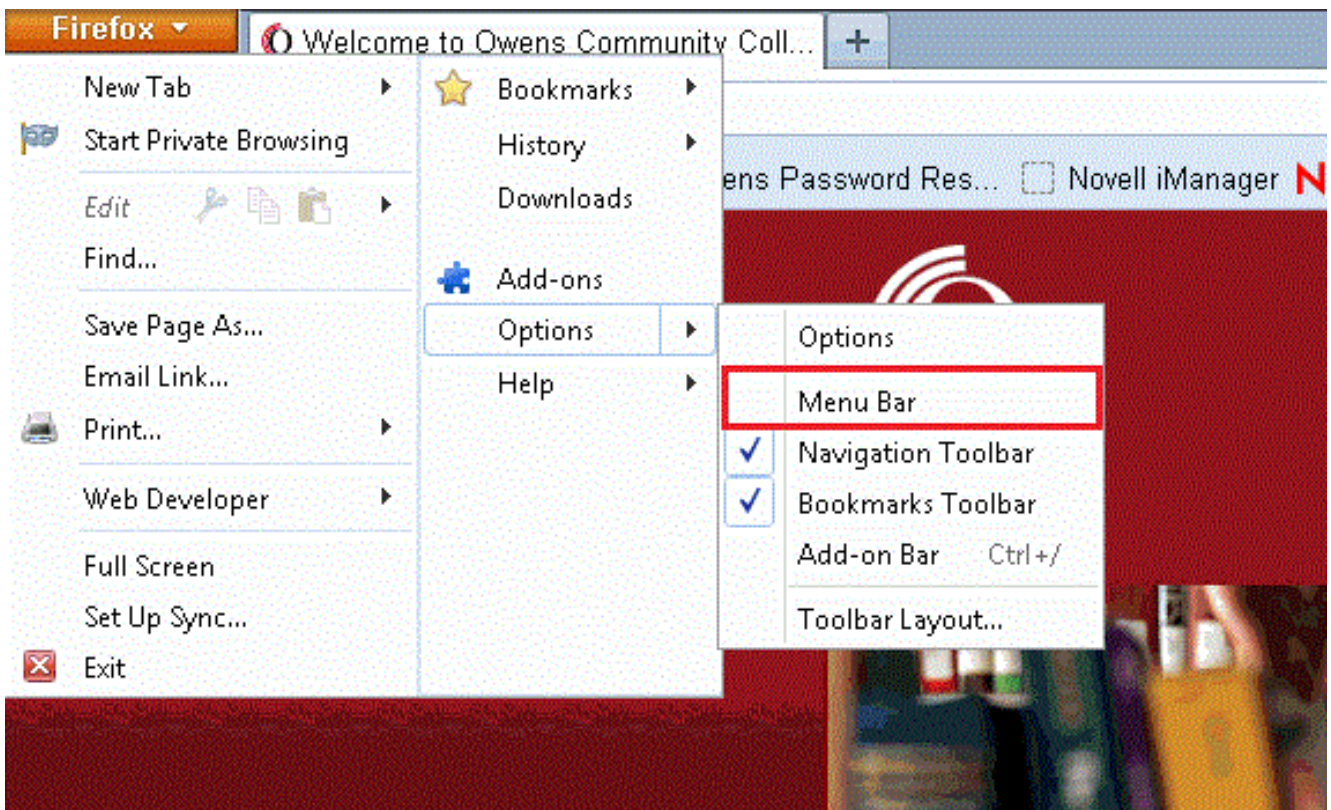 Firefox
Welcome to Owens Community Coll...
New Tab
Start Private Browsing
Edit
Find...
Save Page As...
Email Link...
Print...
Web Developer
Full Screen
Set Up Sync...
Exit
Bookmarks
History
Downloads
Add-ons
Options
Help
ens Password Res...
Novell iManager
N
Options
Menu Bar
Navigation Toolbar
Bookmarks Toolbar
Add-on Bar Ctrl+/
Toolbar Layout...